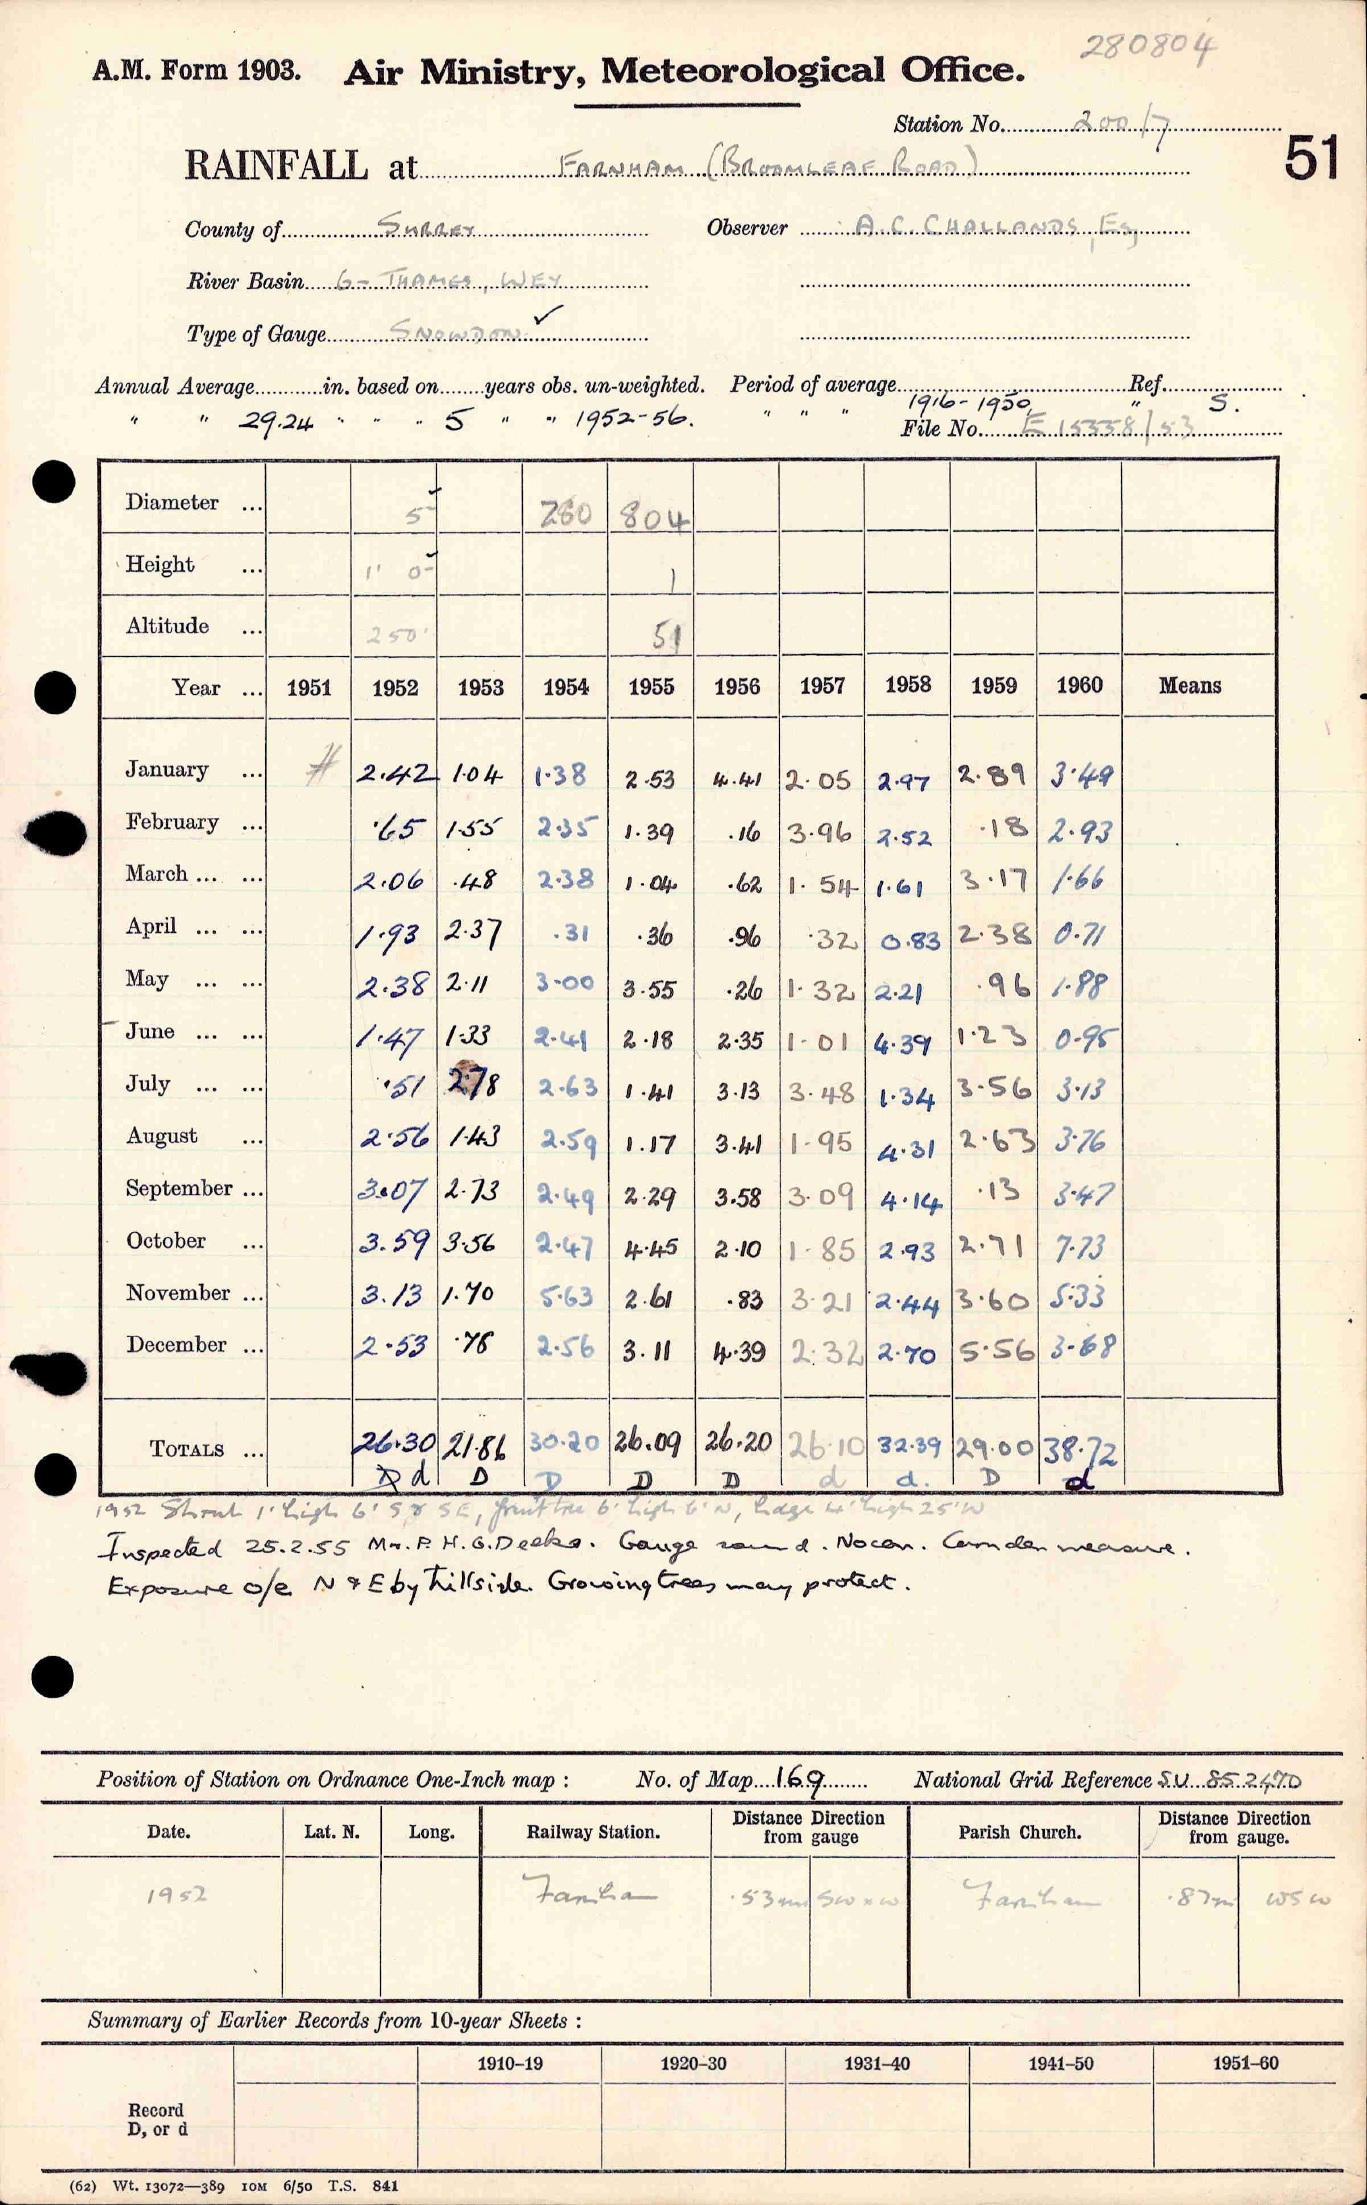 280804
A.M. Form 1903. Air Ministry, Meteorological Office.
Station No. 200/7
51
RAINFALL at FARNHAM (BROOMLEAF ROAD)
County of SURREY Observer A.C. CHALLANDS, Esq
River Basin 6- THAMES, WEY
Type of Gauge SNOWDON ✓
Annual Average in. based on years obs. un-weighted. Period of average Ref.
" " 29.24 " " " 5 " " 1952-56. " " " 1916-1950, " S.
File No. E 15558/53
Diameter ... 5 280 804
Height ... 1' 0 1
Altitude ... 250' 51
Year ... 1951 1952 1953 1954 1955 1956 1957 1958 1959 1960 Means
January ... # 2.42 1.04 1.38 2.53 4.41 2.05 2.97 2.89 3.49
February ... .65 1.55 2.35 1.39 .16 3.96 2.52 .18 2.93
March ... ... 2.06 .48 2.38 1.04 .62 1.54 1.61 3.17 1.66
April ... ... 1.93 2.37 .31 .36 .96 .32 0.83 2.38 0.71
May ... ... 2.38 2.11 3.00 3.55 .26 1.32 2.21 .96 1.88
June ... ... 1.47 1.33 2.41 2.18 2.35 1.01 4.39 1.23 0.95
July ... ... .51 2.78 2.63 1.41 3.13 3.48 1.34 3.56 3.13
August ... 2.56 1.43 2.59 1.17 3.41 1.95 4.31 2.63 3.76
September ... 3.07 2.73 2.49 2.29 3.58 3.09 4.14 .13 3.47
October ... 3.59 3.56 2.47 4.45 2.10 1.85 2.93 2.71 7.73
November ... 3.13 1.70 5.63 2.61 .83 3.21 2.44 3.60 5.33
December ... 2.53 .78 2.56 3.11 4.39 2.32 2.70 5.56 3.68
TOTALS ... 26.30 21.86 30.20 26.09 26.20 26.10 32.39 29.00 38.72
D d D D D D d d. D d
1952 Shrub 1' high 6' S & SE, fruit tree 6' high 6' N, hedge 4' high 25' W
Inspected 25.2.55 Mr. P. H. G. Deeks. Gauge sound. No con. Camden measure.
Exposure o/e N & E by hillside. Growing trees may protect.
Position of Station on Ordnance One-Inch map : No. of Map 169 National Grid Reference SU 852470
Date. Lat. N. Long. Railway Station. Distance Direction from gauge Parish Church. Distance Direction from gauge.
1952 Farnham .53m SW x W Farnham .87m WSW
Summary of Earlier Records from 10-year Sheets :
1910–19 1920–30 1931–40 1941–50 1951–60
Record
D, or d
(62) Wt. 13072—389 10M 6/50 T.S. 841